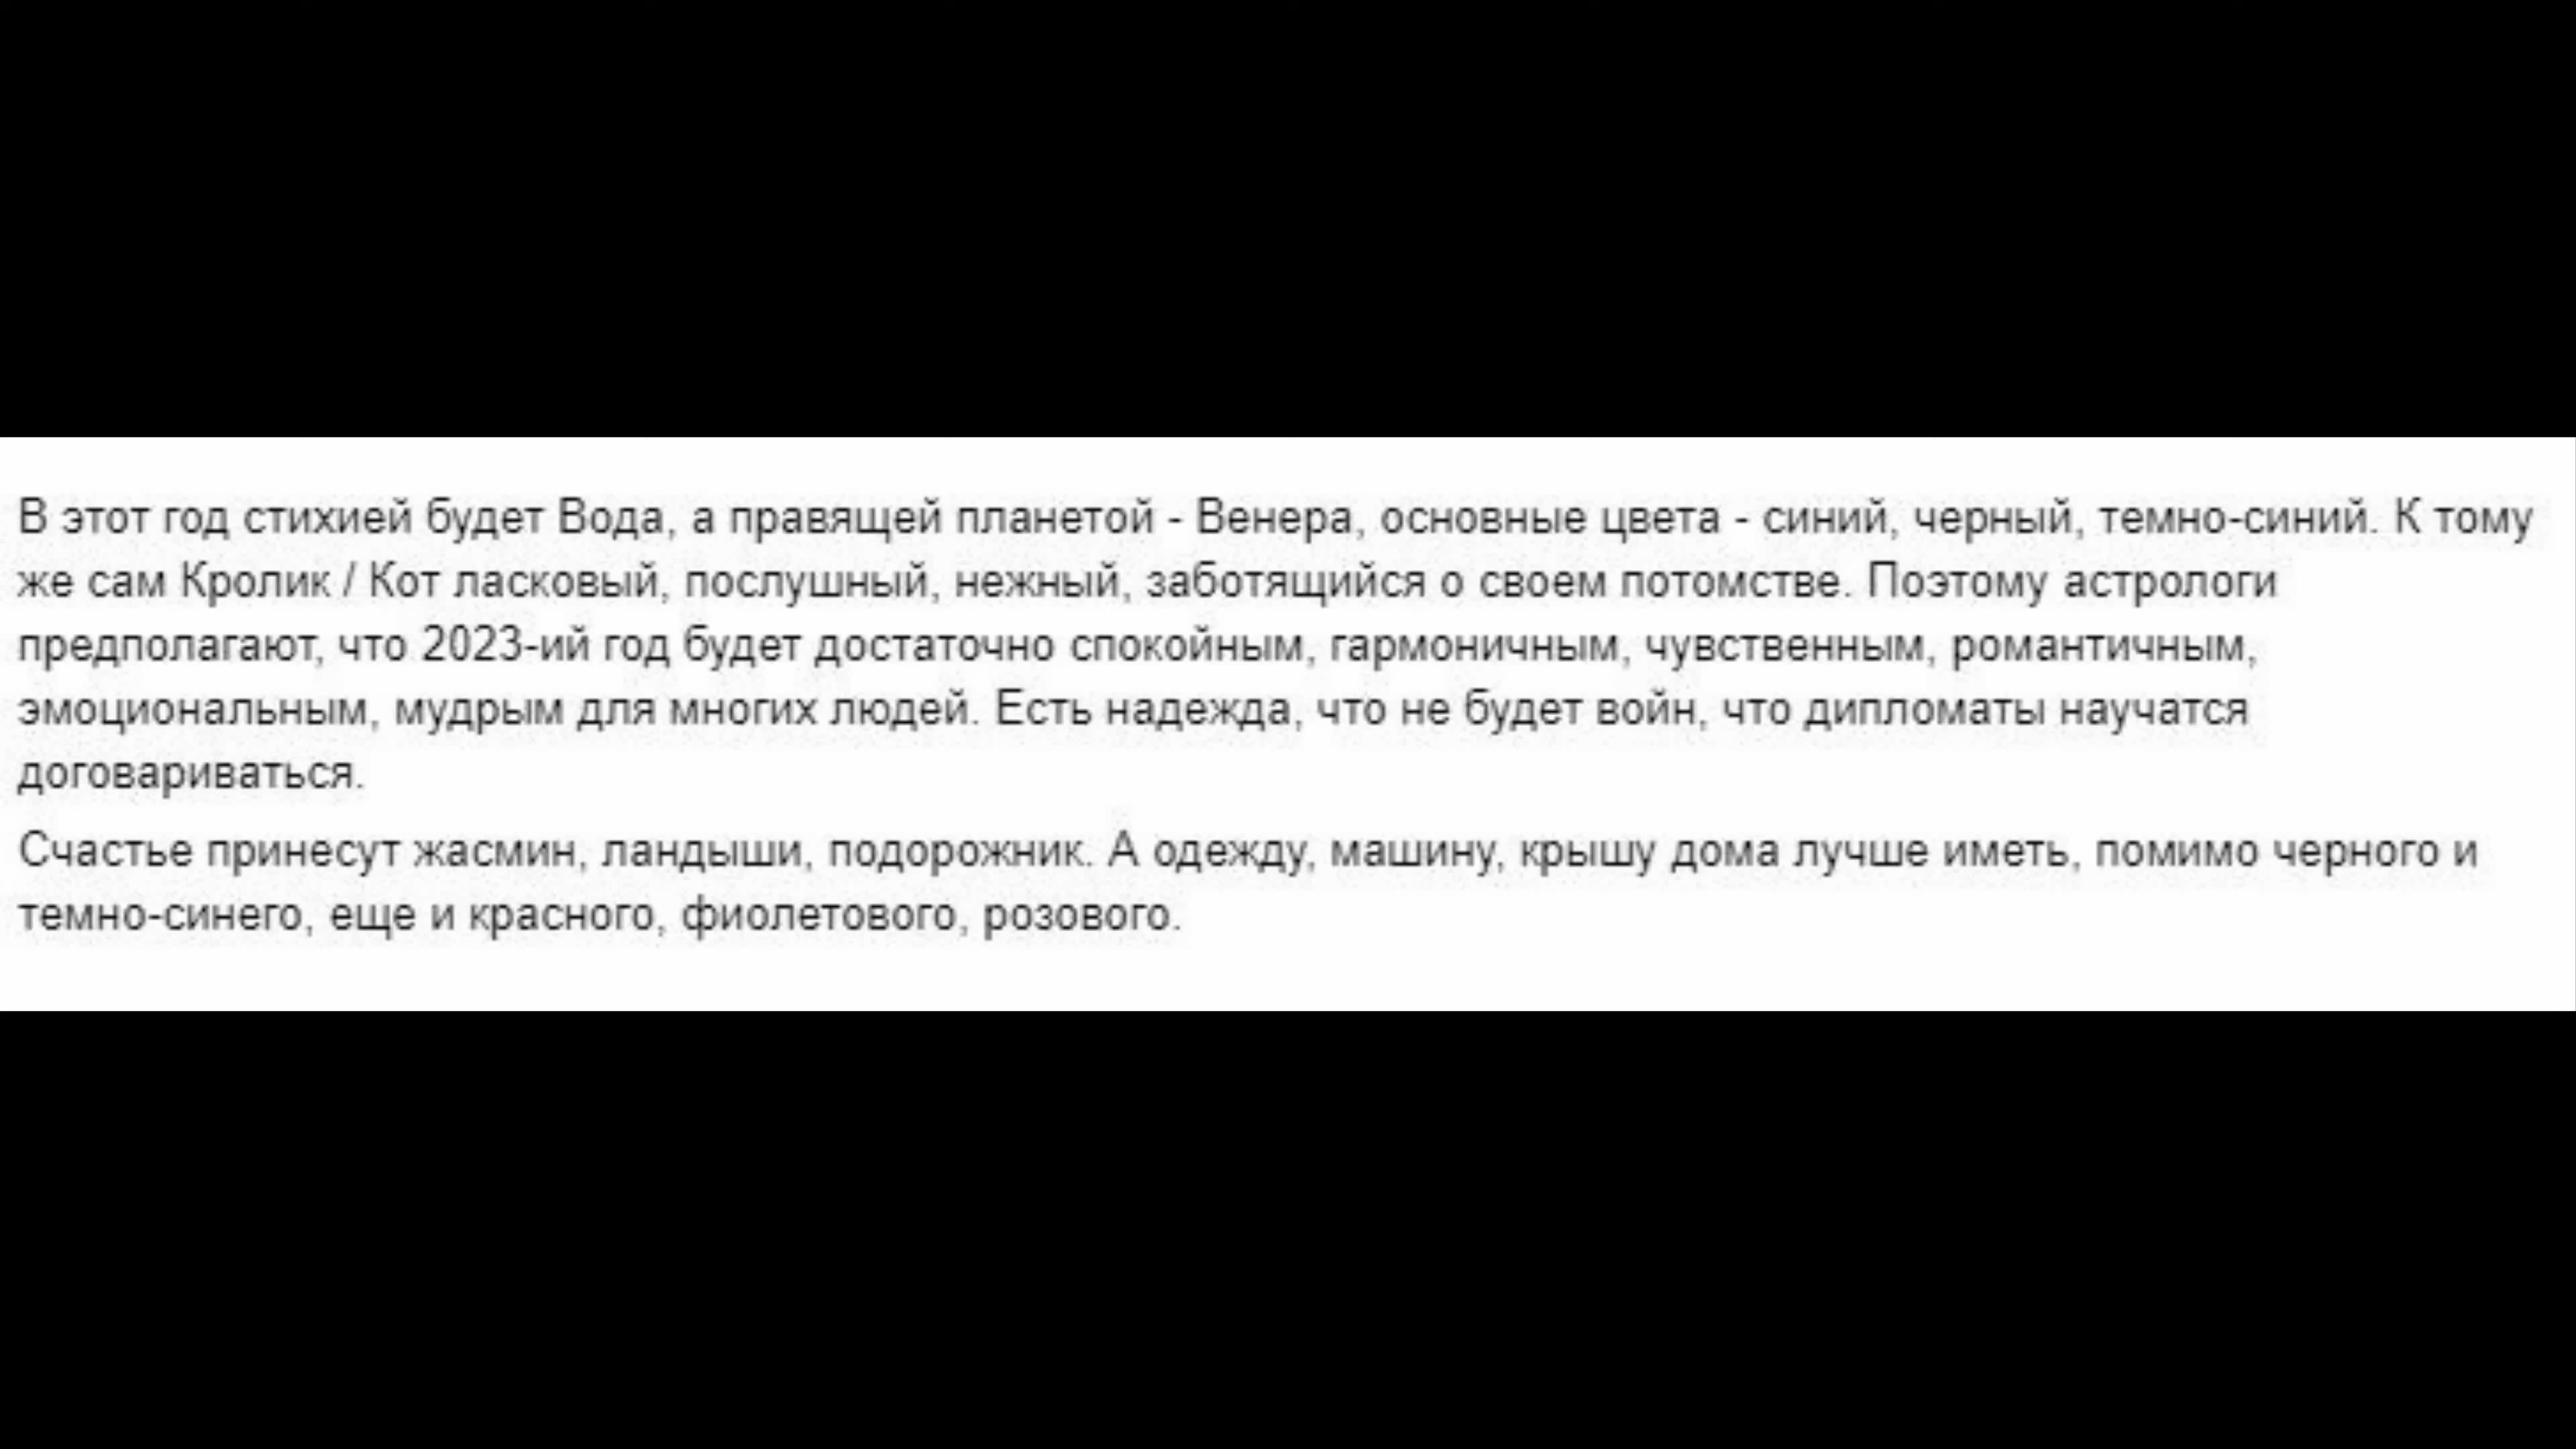 В этот год стихией будет Вода, а правящей планетой - Венера, основные цвета - синий, черный, темно-синий. К тому
же сам Кролик / Кот ласковый, послушный, нежный, заботящийся о своем потомстве. Поэтому астрологи
предполагают, что 2023-ий год будет достаточно спокойным, гармоничным, чувственным, романтичным,
эмоциональным, мудрым для многих людей. Есть надежда, что не будет войн, что дипломаты научатся
договариваться.
Счастье принесут жасмин, ландыши, подорожник. А одежду, машину, крышу дома лучше иметь, помимо черного и
темно-синего, еще и красного, фиолетового, розового.